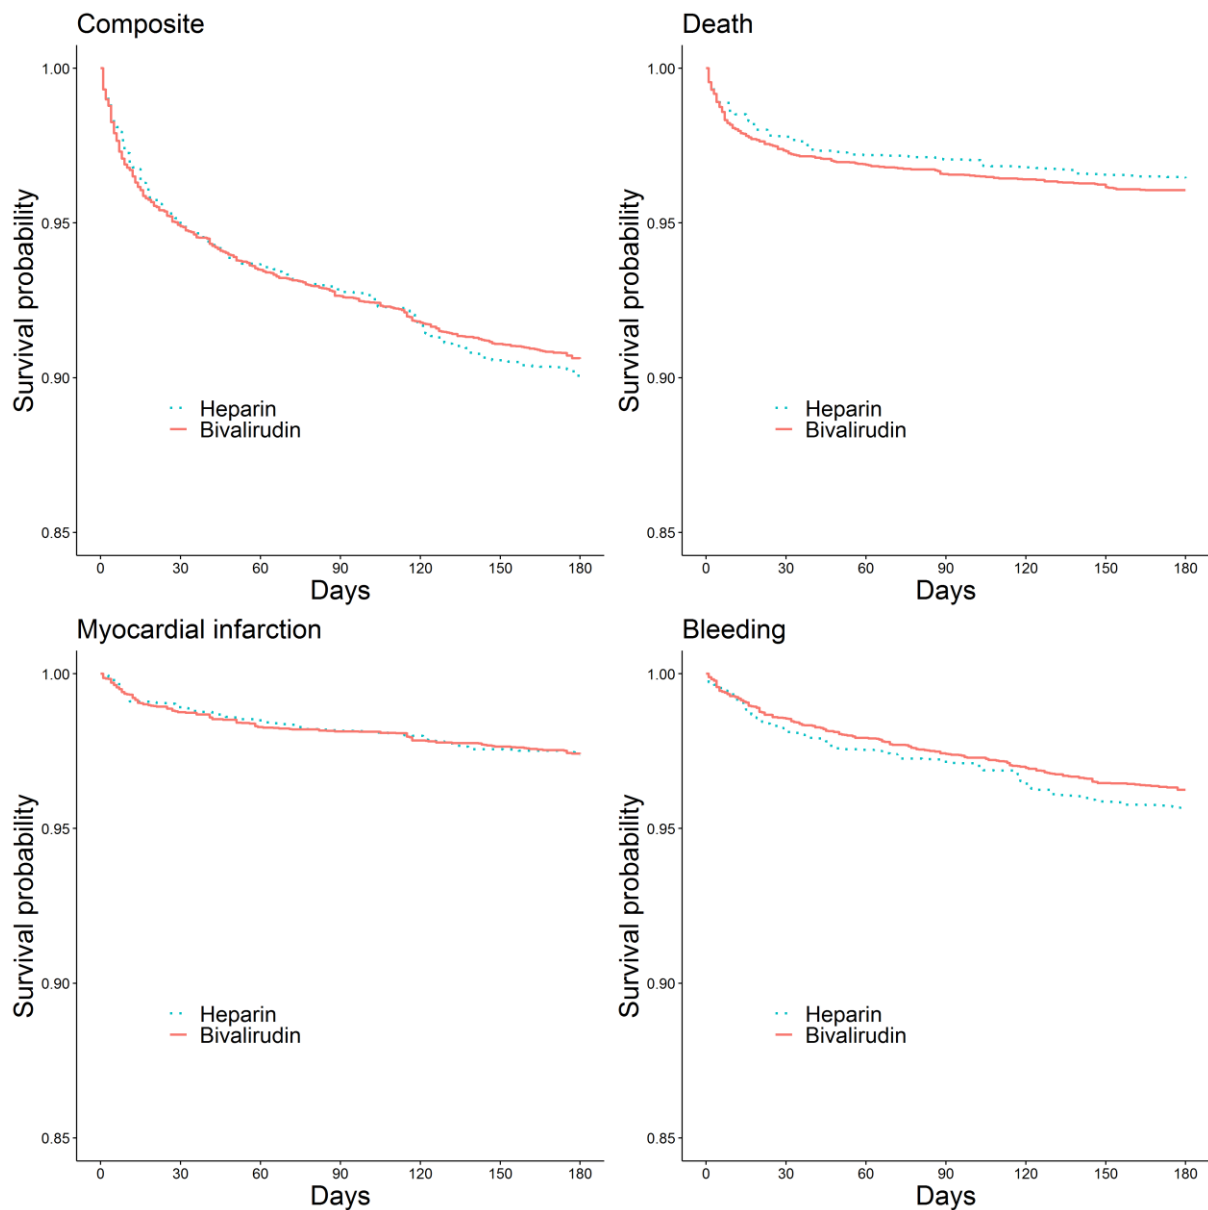 Composite
Survival probability
1.00
0.95
0.90
0.85
Heparin
Bivalirudin
0 30 60 90 120 150 180
Days
Death
Survival probability
1.00
0.95
0.90
0.85
Heparin
Bivalirudin
0 30 60 90 120 150 180
Days
Myocardial infarction
Survival probability
1.00
0.95
0.90
0.85
Heparin
Bivalirudin
0 30 60 90 120 150 180
Days
Bleeding
Survival probability
1.00
0.95
0.90
0.85
Heparin
Bivalirudin
0 30 60 90 120 150 180
Days